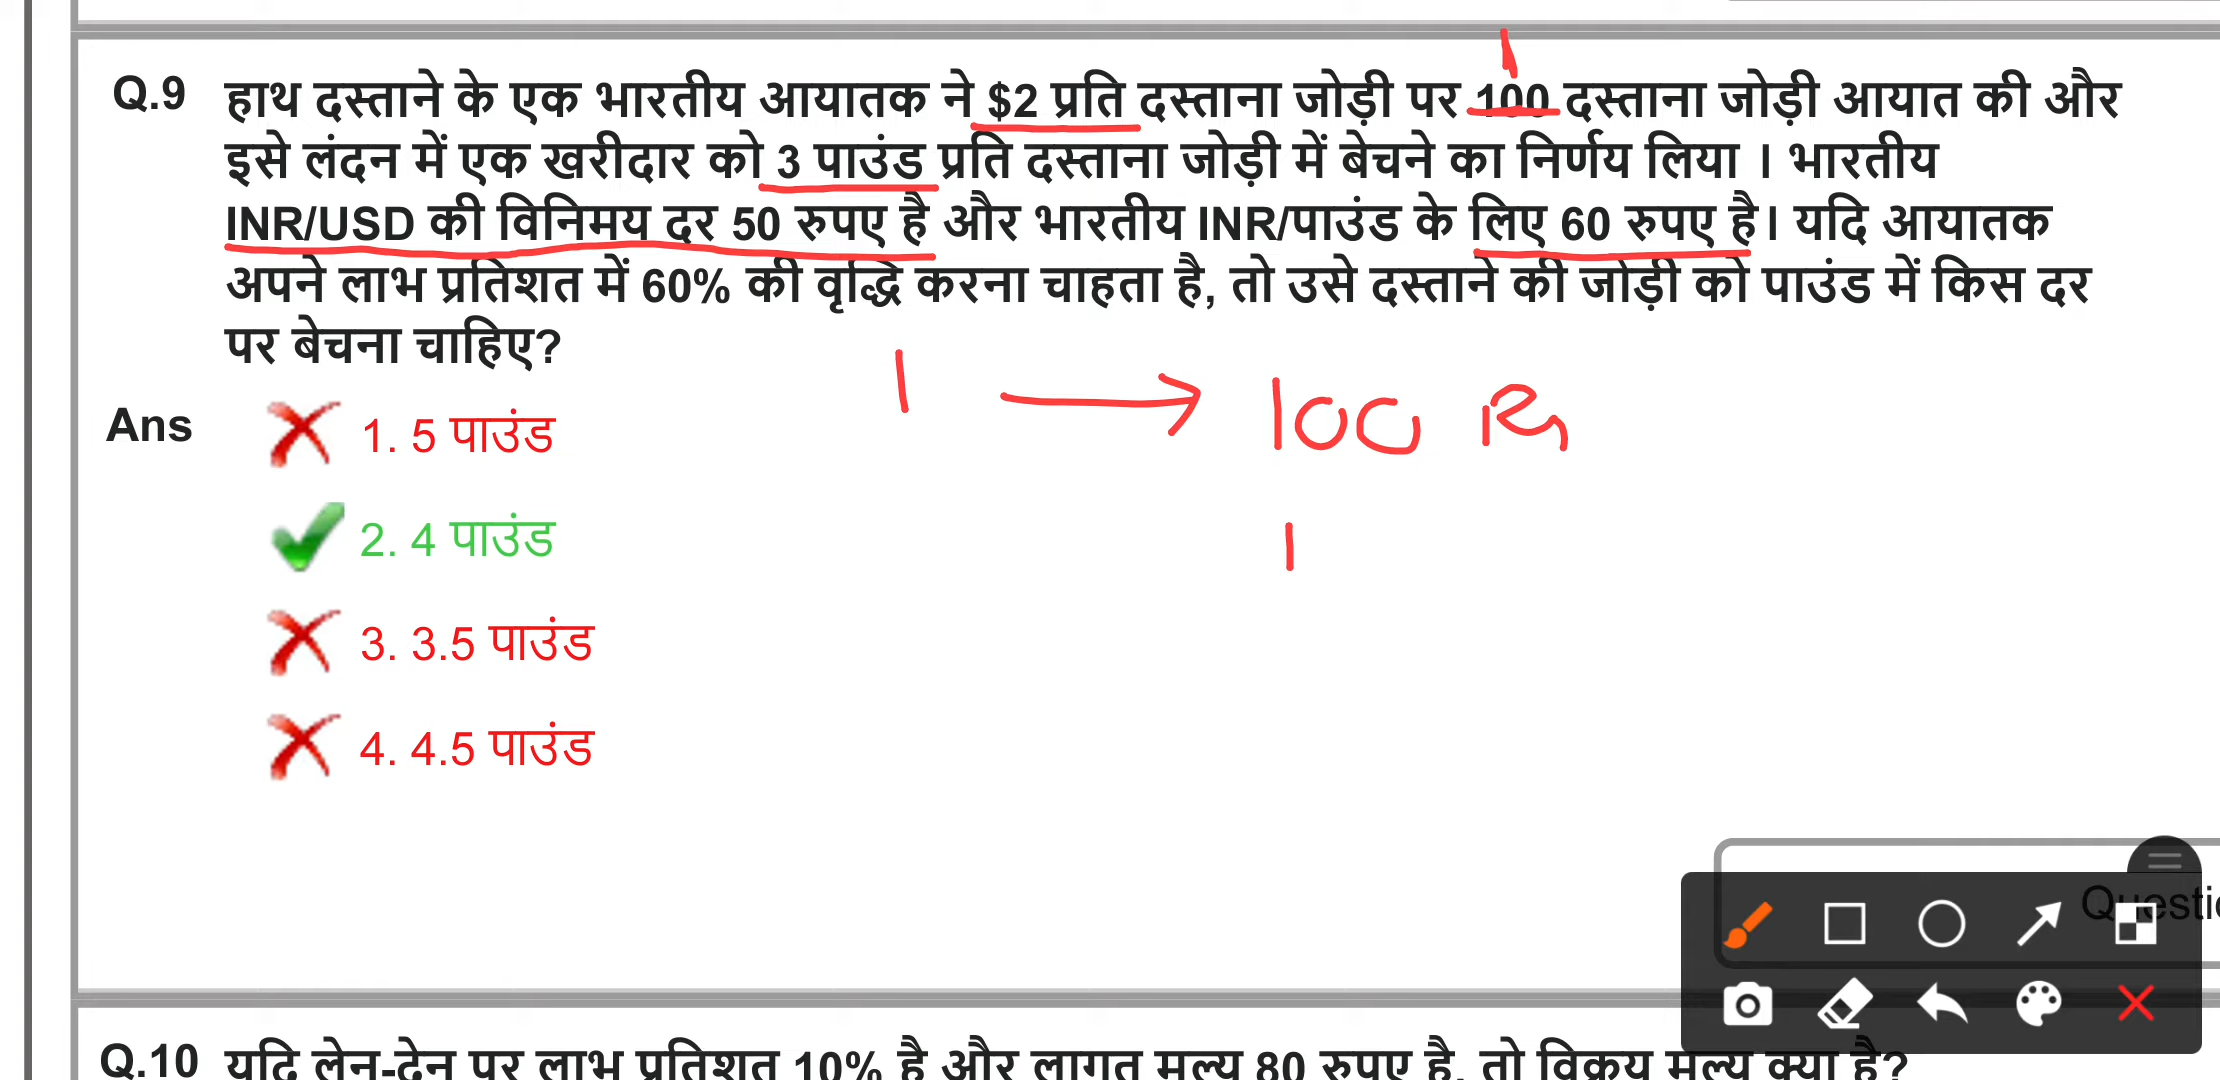 Q.9 हाथ दस्ताने के एक भारतीय आयातक ने $2 प्रति दस्ताना जोड़ी पर 100 दस्ताना जोड़ी आयात की और
इसे लंदन में एक खरीदार को 3 पाउंड प्रति दस्ताना जोड़ी में बेचने का निर्णय लिया । भारतीय
INR/USD की विनिमय दर 50 रुपए है और भारतीय INR/पाउंड के लिए 60 रुपए है। यदि आयातक
अपने लाभ प्रतिशत में 60% की वृद्धि करना चाहता है, तो उसे दस्ताने की जोड़ी को पाउंड में किस दर
पर बेचना चाहिए?
1 → 100 Rs
Ans 1. 5 पाउंड
2. 4 पाउंड
3. 3.5 पाउंड
4. 4.5 पाउंड
Q.10 यदि लेन-देन पर लाभ प्रतिशत 10% है और लागत मूल्य 80 रुपए है, तो विक्रय मूल्य क्या है?